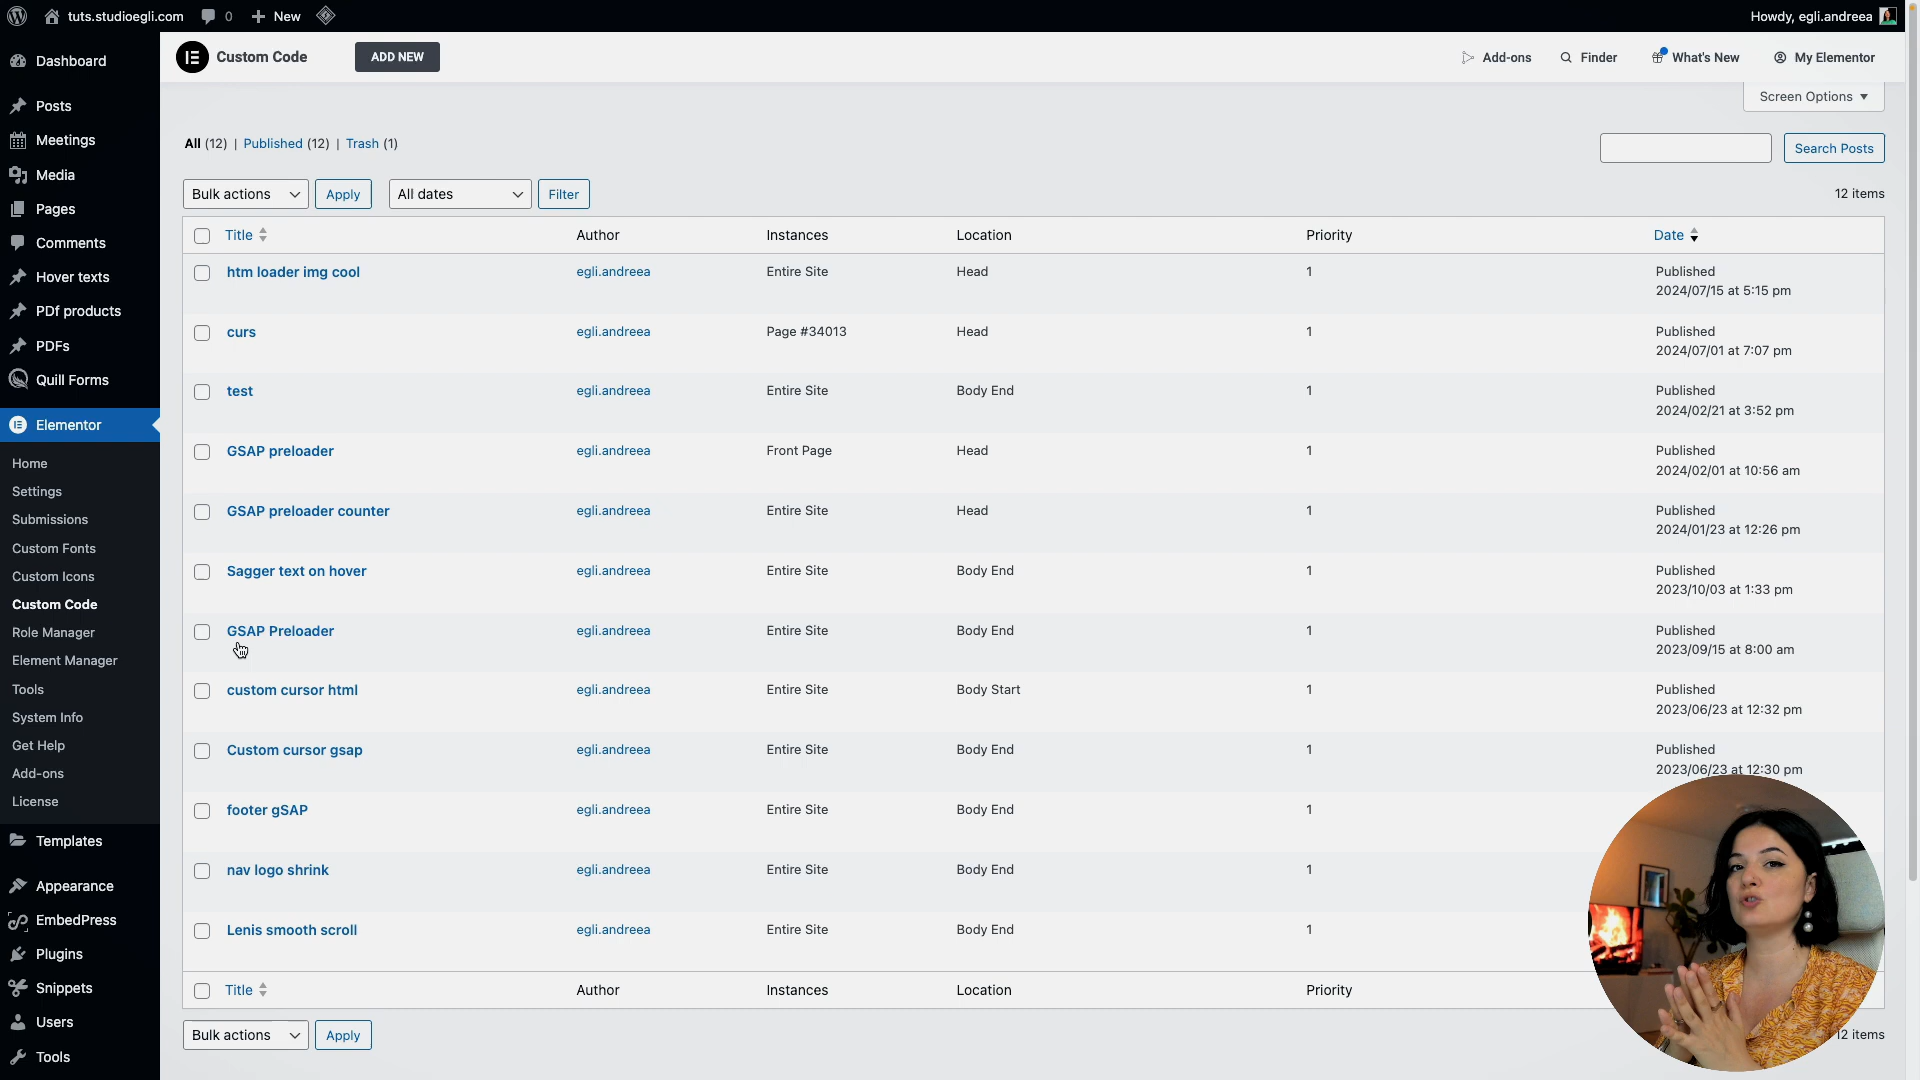 tuts.studioegli.com 0 New Howdy, egli.andreea
Dashboard
Posts
Meetings
Media
Pages
Comments
Hover texts
PDf products
PDFs
Quill Forms
Elementor
Home
Settings
Submissions
Custom Fonts
Custom Icons
Custom Code
Role Manager
Element Manager
Tools
System Info
Get Help
Add-ons
License
Templates
Appearance
EmbedPress
Plugins
Snippets
Users
Tools
Custom Code ADD NEW Add-ons Finder What's New My Elementor
Screen Options
All (12) | Published (12) | Trash (1) Search Posts
Bulk actions Apply All dates Filter 12 items
Title Author Instances Location Priority Date
htm loader img cool egli.andreea Entire Site Head 1 Published
2024/07/15 at 5:15 pm
curs egli.andreea Page #34013 Head 1 Published
2024/07/01 at 7:07 pm
test egli.andreea Entire Site Body End 1 Published
2024/02/21 at 3:52 pm
GSAP preloader egli.andreea Front Page Head 1 Published
2024/02/01 at 10:56 am
GSAP preloader counter egli.andreea Entire Site Head 1 Published
2024/01/23 at 12:26 pm
Sagger text on hover egli.andreea Entire Site Body End 1 Published
2023/10/03 at 1:33 pm
GSAP Preloader egli.andreea Entire Site Body End 1 Published
2023/09/15 at 8:00 am
custom cursor html egli.andreea Entire Site Body Start 1 Published
2023/06/23 at 12:32 pm
Custom cursor gsap egli.andreea Entire Site Body End 1 Published
2023/06/23 at 12:30 pm
footer gSAP egli.andreea Entire Site Body End 1
nav logo shrink egli.andreea Entire Site Body End 1
Lenis smooth scroll egli.andreea Entire Site Body End 1
Title Author Instances Location Priority
Bulk actions Apply 12 items